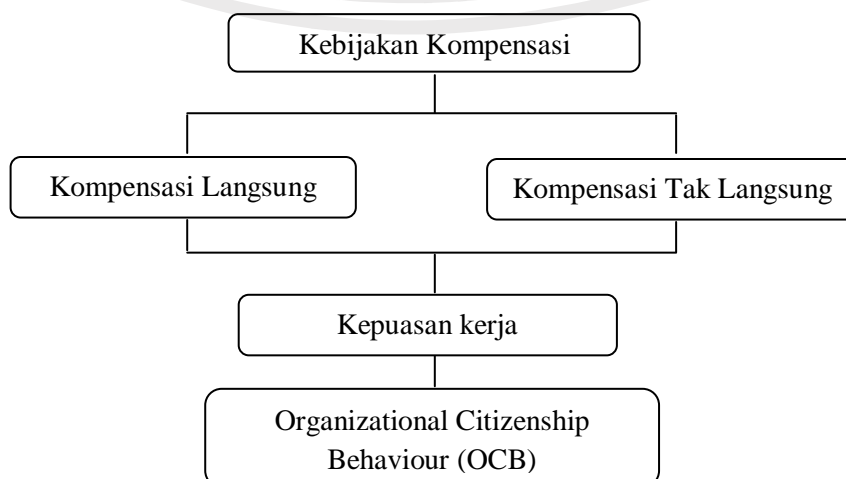 Kebijakan Kompensasi
Kompensasi Langsung
Kompensasi Tak Langsung
Kepuasan kerja
Organizational Citizenship
Behaviour (OCB)